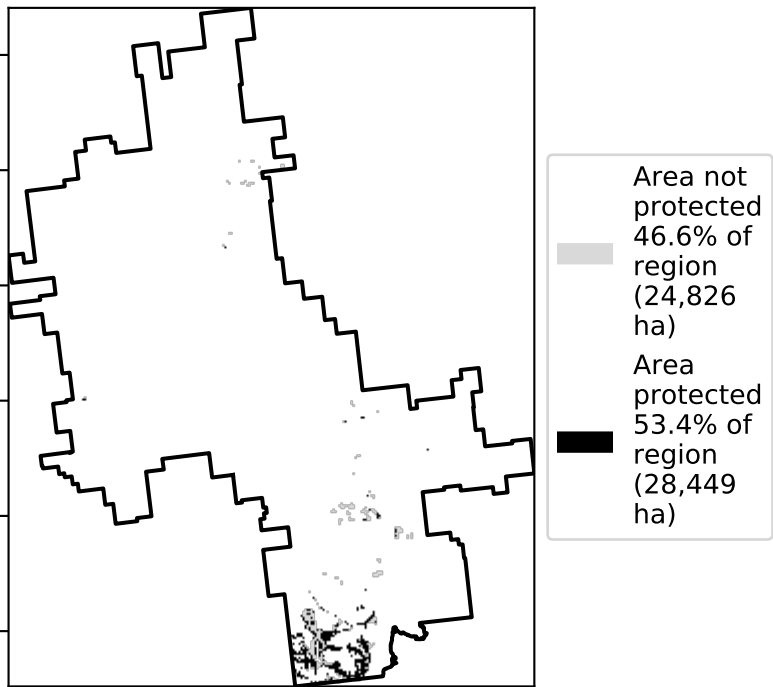 Area not
protected
46.6% of
region
(24,826
ha)
Area
protected
53.4% of
region
(28,449
ha)